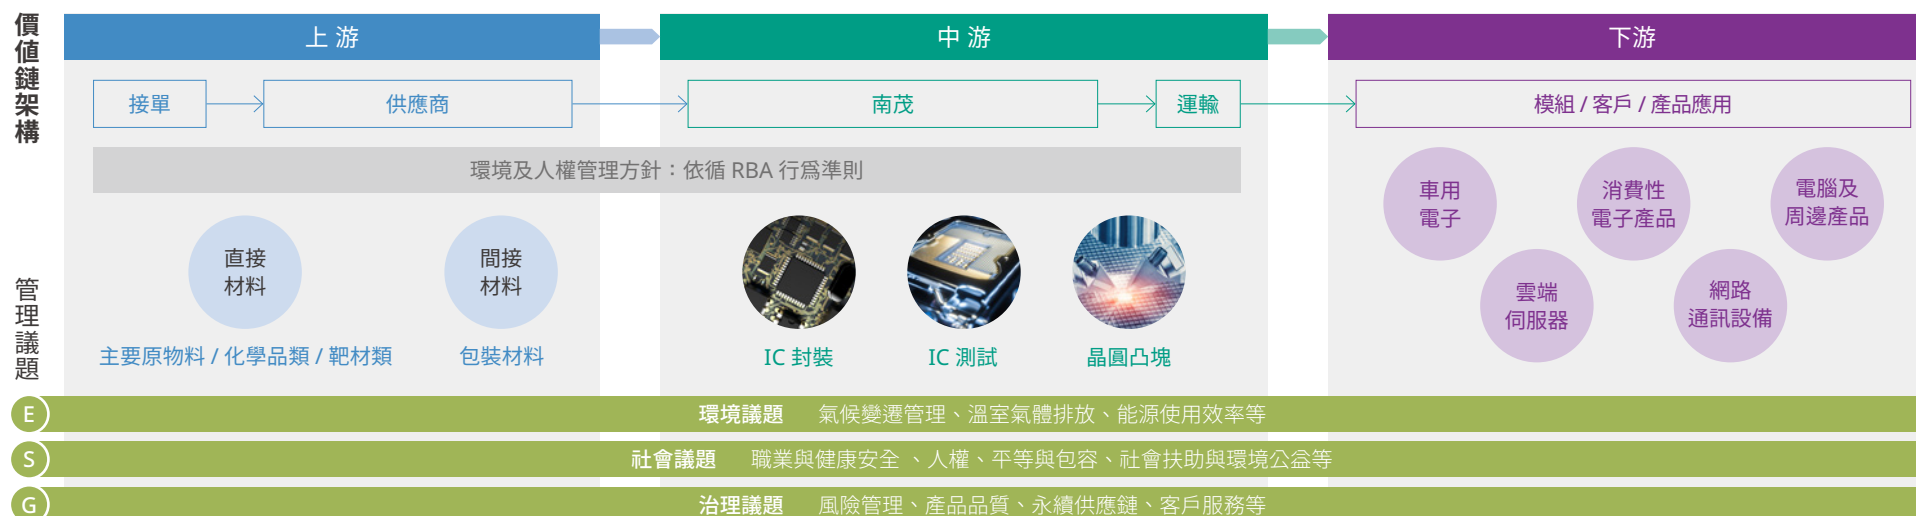 價值鏈架構
上 游
中 游
下游
接單
供應商
南茂
運輸
模組 / 客戶 / 產品應用
環境及人權管理方針：依循 RBA 行為準則
直接
材料
間接
材料
主要原物料 / 化學品類 / 靶材類
包裝材料
IC 封裝
IC 測試
晶圓凸塊
車用
電子
消費性
電子產品
電腦及
周邊產品
雲端
伺服器
網路
通訊設備
管理議題
E
環境議題 氣候變遷管理、溫室氣體排放、能源使用效率等
S
社會議題 職業與健康安全 、人權、平等與包容、社會扶助與環境公益等
G
治理議題 風險管理、產品品質、永續供應鏈、客戶服務等